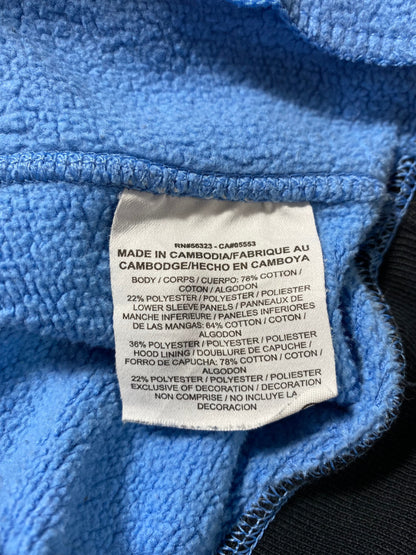 RN#56323 - CA#05553
MADE IN CAMBODIA/FABRIQUE AU
CAMBODGE/HECHO EN CAMBOYA
BODY / CORPS / CUERPO: 78% COTTON /
COTON / ALGODON
22% POLYESTER / POLYESTER / POLIESTER
LOWER SLEEVE PANELS / PANNEAUX DE
MANCHE INFERIEURE / PANELES INFERIORES
DE LAS MANGAS: 64% COTTON / COTON /
ALGODON
36% POLYESTER / POLYESTER / POLIESTER
HOOD LINING / DOUBLURE DE CAPUCHE /
FORRO DE CAPUCHA: 78% COTTON / COTON /
ALGODON
22% POLYESTER / POLYESTER / POLIESTER
EXCLUSIVE OF DECORATION / DECORATION
NON COMPRISE / NO INCLUYE LA
DECORACION